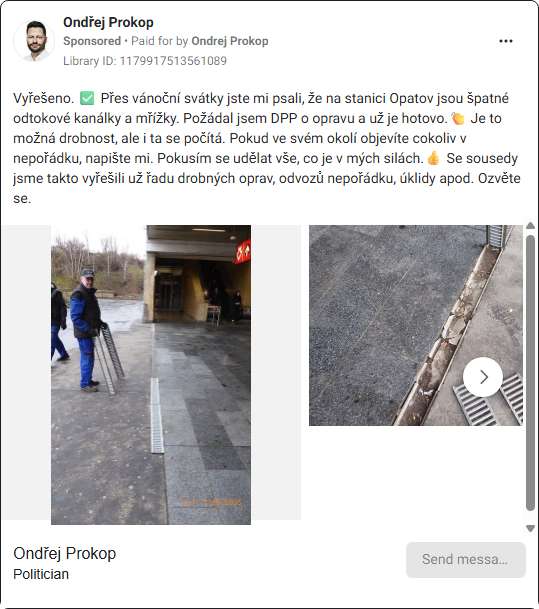 Ondřej Prokop
Sponsored • Paid for by Ondrej Prokop
Library ID: 1179917513561089
Vyřešeno. ✅ Přes vánoční svátky jste mi psali, že na stanici Opatov jsou špatné
odtokové kanálky a mřížky. Požádal jsem DPP o opravu a už je hotovo. 💪 Je to
možná drobnost, ale i ta se počítá. Pokud ve svém okolí objevíte cokoliv v
nepořádku, napište mi. Pokusím se udělat vše, co je v mých silách. 👍 Se sousedy
jsme takto vyřešili už řadu drobných oprav, odvozů nepořádku, úklidy apod. Ozvěte
se.
Ondřej Prokop
Politician
Send messa...